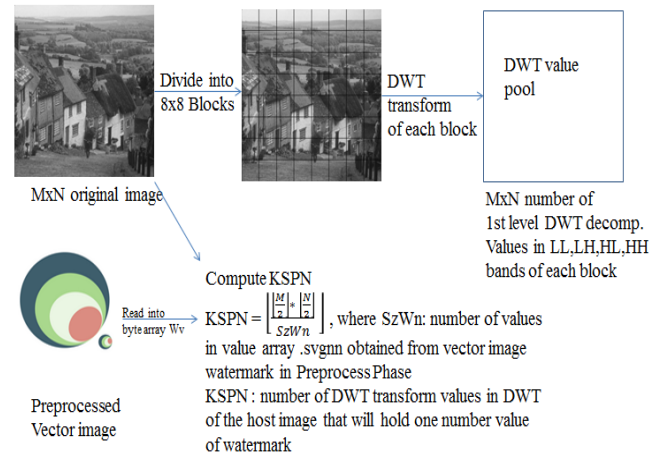 Divide into
8x8 Blocks
DWT
transform
of each block
DWT value
pool
MxN original image
MxN number of
1st level DWT decomp.
Values in LL,LH,HL,HH
bands of each block
Compute KSPN
Read into
byte array Wv
KSPN = ⌊⌊M/2⌋*⌊N/2⌋/SzWn⌋ , where SzWn: number of values
in value array .svgnn obtained from vector image
watermark in Preprocess Phase
KSPN : number of DWT transform values in DWT
of the host image that will hold one number value
of watermark
Preprocessed
Vector image